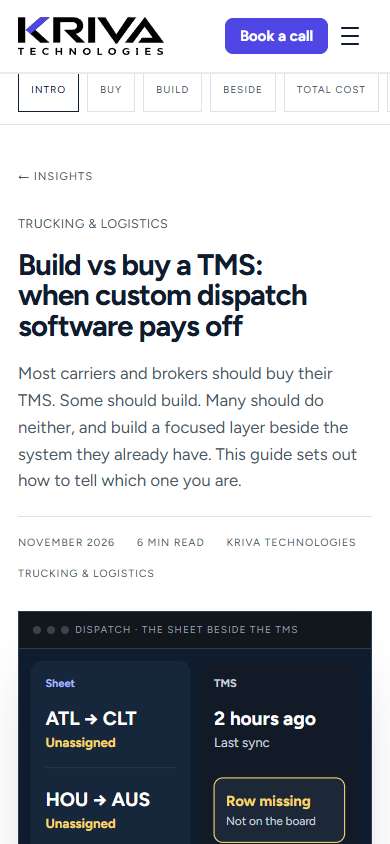 KRIVA
TECHNOLOGIES
Book a call
INTRO
BUY
BUILD
BESIDE
TOTAL COST
← INSIGHTS
TRUCKING & LOGISTICS
Build vs buy a TMS:
when custom dispatch
software pays off
Most carriers and brokers should buy their
TMS. Some should build. Many should do
neither, and build a focused layer beside the
system they already have. This guide sets out
how to tell which one you are.
NOVEMBER 2026
6 MIN READ
KRIVA TECHNOLOGIES
TRUCKING & LOGISTICS
DISPATCH · THE SHEET BESIDE THE TMS
Sheet
ATL → CLT
Unassigned
HOU → AUS
Unassigned
TMS
2 hours ago
Last sync
Row missing
Not on the board